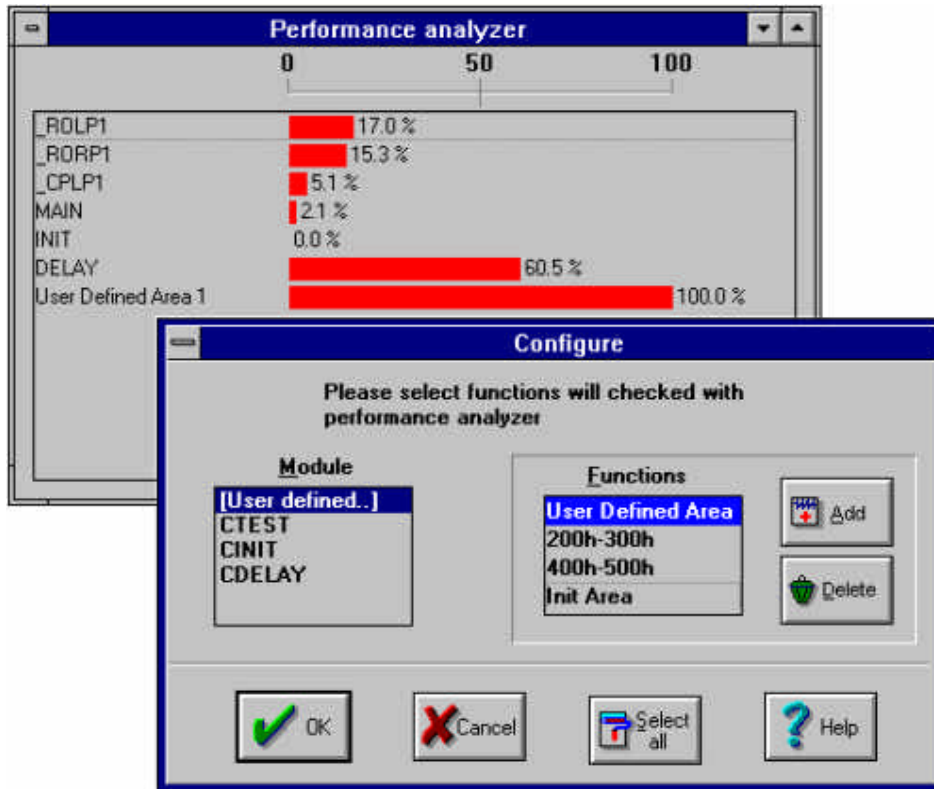 Performance analyzer
0 50 100
_ROLP1 17.0 %
_RORP1 15.3 %
_CPLP1 5.1 %
MAIN 2.1 %
INIT 0.0 %
DELAY 60.5 %
User Defined Area 1 100.0 %
Configure
Please select functions will checked with
performance analyzer
Module
[User defined..]
CTEST
CINIT
CDELAY
Functions
User Defined Area
200h-300h
400h-500h
Init Area
Add
Delete
OK
Cancel
Select
all
Help